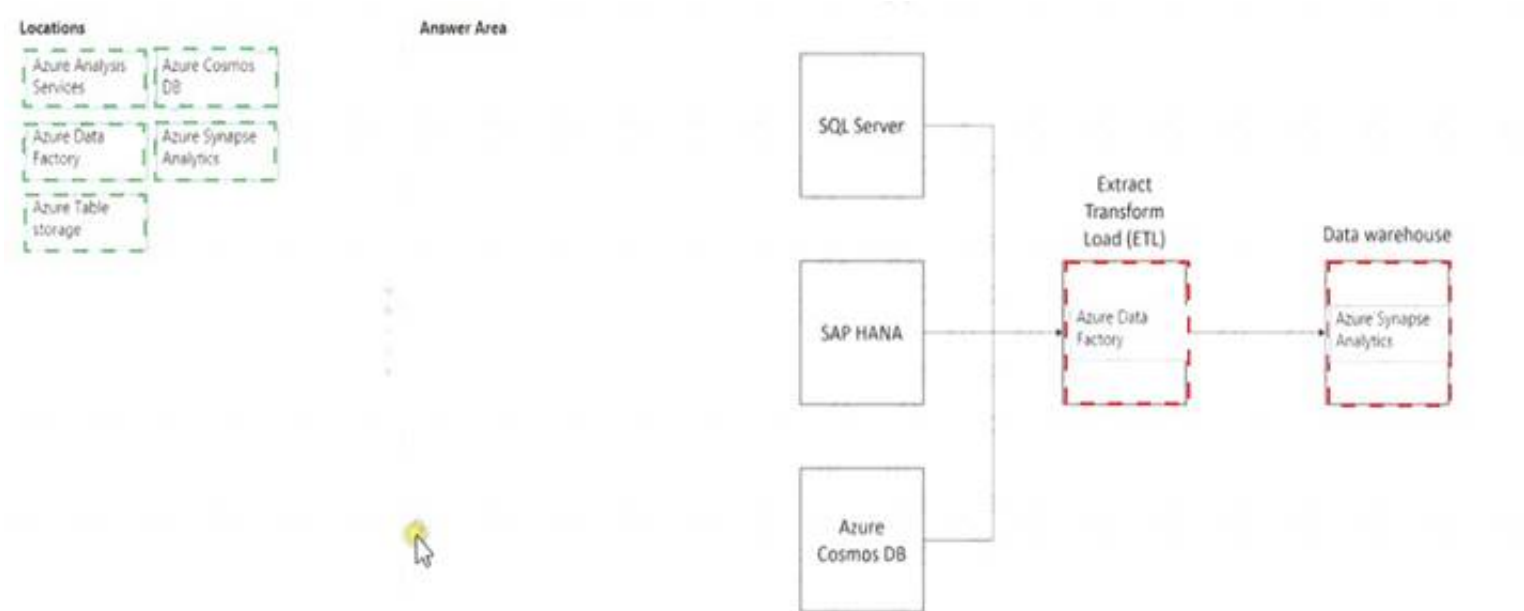 Locations
Answer Area
Azure Analysis
Services
Azure Cosmos
DB
Azure Data
Factory
Azure Synapse
Analytics
Azure Table
storage
SQL Server
SAP HANA
Azure
Cosmos DB
Extract
Transform
Load (ETL)
Azure Data
Factory
Data warehouse
Azure Synapse
Analytics